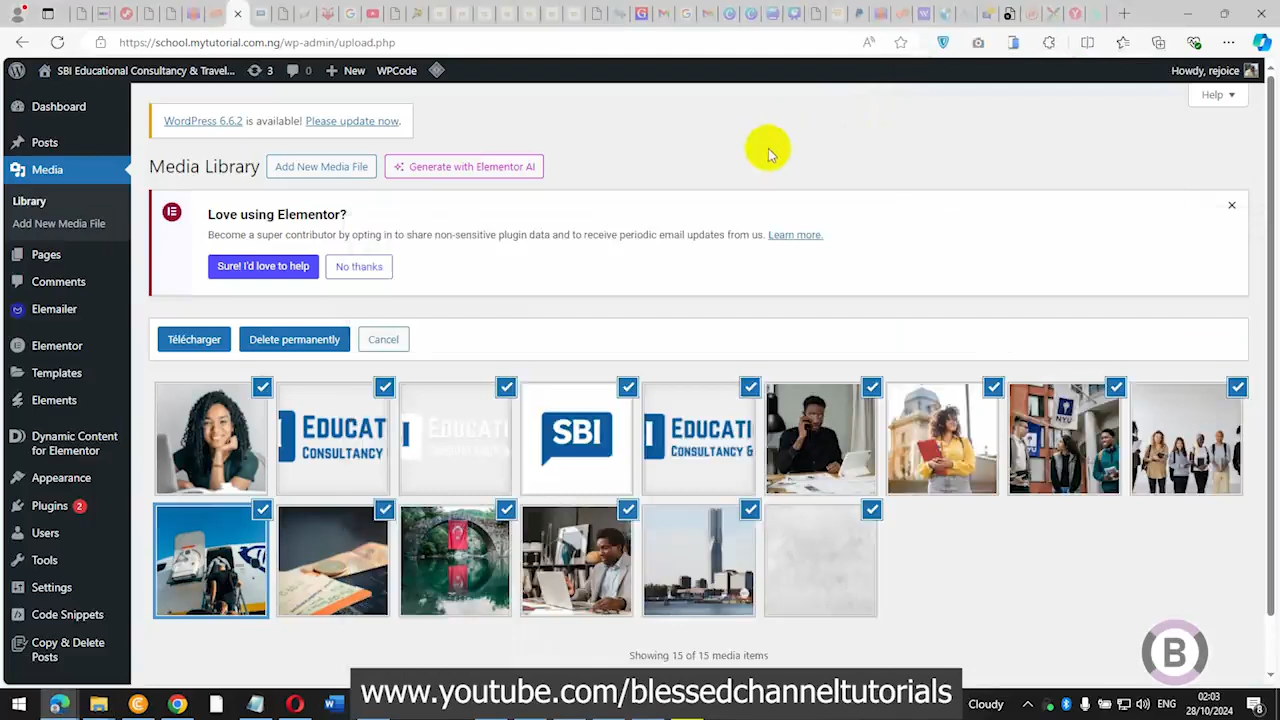 https://school.mytutorial.com.ng/wp-admin/upload.php
SBI Educational Consultancy & Travel...
3
0
New
WPCode
Howdy, rejoice
Help
Dashboard
Posts
Media
Library
Add New Media File
Pages
Comments
Elemailer
Elementor
Templates
Elements
Dynamic Content
for Elementor
Appearance
Plugins 2
Users
Tools
Settings
Code Snippets
Copy & Delete
Posts
WordPress 6.6.2 is available! Please update now.
Media Library
Add New Media File
Generate with Elementor AI
Love using Elementor?
Become a super contributor by opting in to share non-sensitive plugin data and to receive periodic email updates from us. Learn more.
Sure! I'd love to help
No thanks
Télécharger
Delete permanently
Cancel
EDUCAT
CONSULTANCY
EDUCATI
SBI
EDUCATI
CONSULTANCY &
NYU
Showing 15 of 15 media items
B
www.youtube.com/blessedchanneltutorials
Cloudy
ENG
02:03
28/10/2024